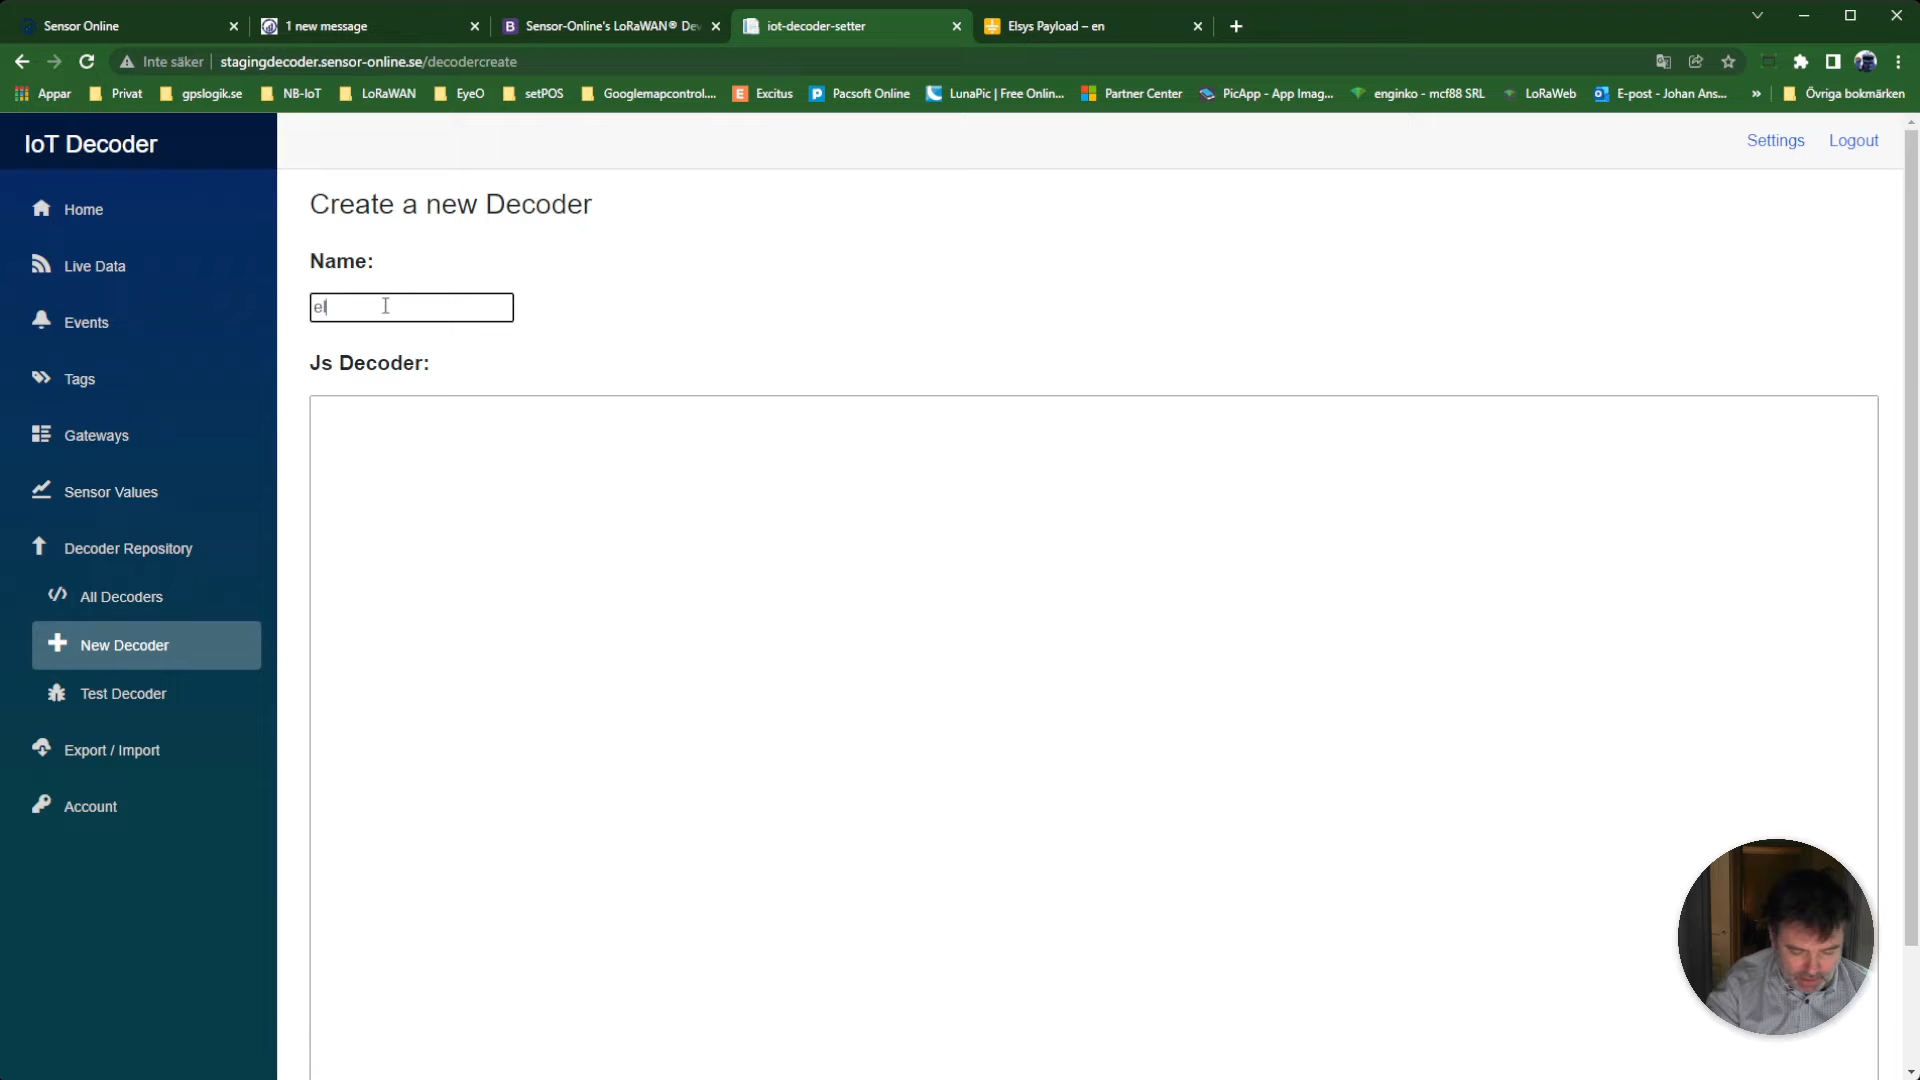 Sensor Online
1 new message
Sensor-Online's LoRaWAN® Dev
iot-decoder-setter
Elsys Payload – en
Inte säker
stagingdecoder.sensor-online.se/decodercreate
Appar
Privat
gpslogik.se
NB-IoT
LoRaWAN
EyeO
setPOS
Googlemapcontrol....
Excitus
Pacsoft Online
LunaPic | Free Onlin...
Partner Center
PicApp - App Imag...
enginko - mcf88 SRL
LoRaWeb
E-post - Johan Ans...
»
Övriga bokmärken
IoT Decoder
Settings
Logout
Home
Live Data
Events
Tags
Gateways
Sensor Values
Decoder Repository
All Decoders
New Decoder
Test Decoder
Export / Import
Account
Create a new Decoder
Name:
el
Js Decoder: